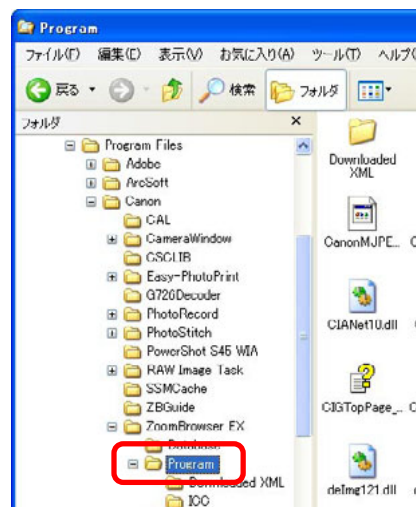 Program
ファイル(F) 編集(E) 表示(V) お気に入り(A) ツール(T) ヘルプ(
戻る 検索 フォルダ
フォルダ
Program Files
Adobe
ArcSoft
Canon
CAL
CameraWindow
CSCLIB
Easy-PhotoPrint
G726Decoder
PhotoRecord
PhotoStitch
PowerShot S45 WIA
RAW Image Task
SSMCache
ZBGuide
ZoomBrowser EX
Database
Program
Downloaded XML
ICC
Downloaded
XML
CanonMJPE...
CIANet10.dll
CIGTopPage_...
deImg121.dll